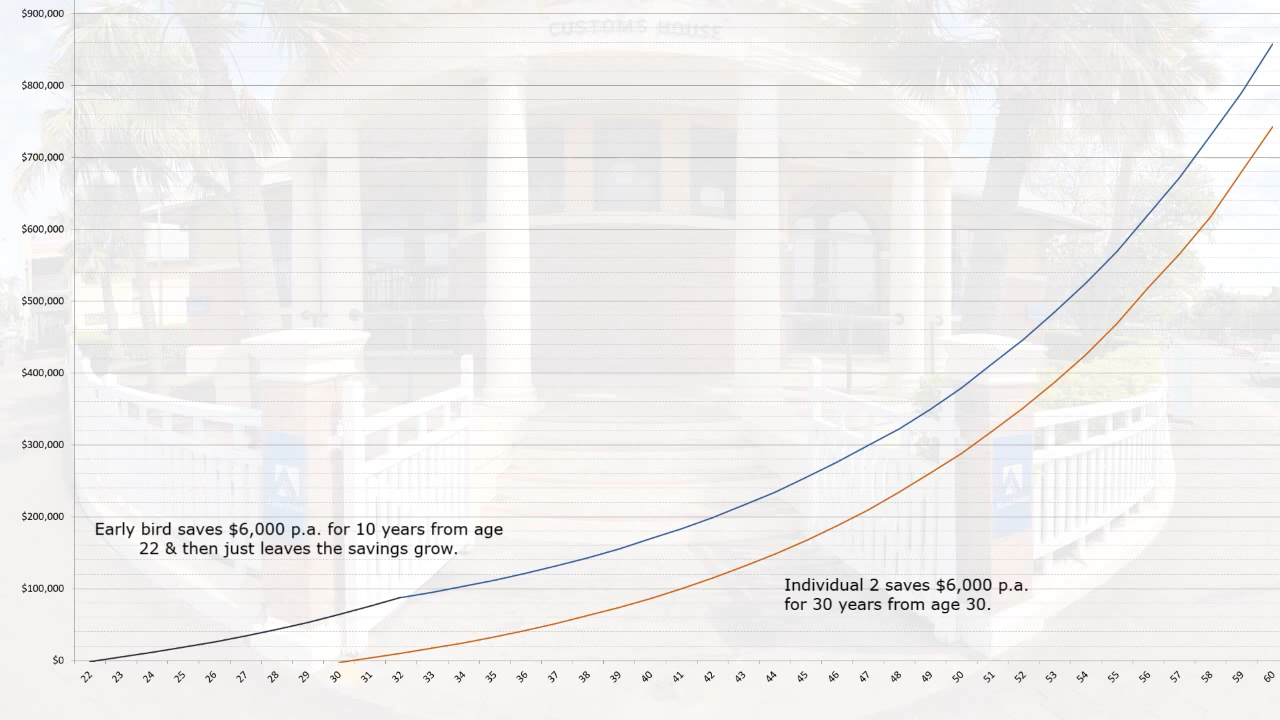 CUSTOMS HOUSE
$900,000
$800,000
$700,000
$600,000
$500,000
$400,000
$300,000
$200,000
$100,000
$0
Early bird saves $6,000 p.a. for 10 years from age
22 & then just leaves the savings grow.
Individual 2 saves $6,000 p.a.
for 30 years from age 30.
22 23 24 25 26 27 28 29 30 31 32 33 34 35 36 37 38 39 40 41 42 43 44 45 46 47 48 49 50 51 52 53 54 55 56 57 58 59 60